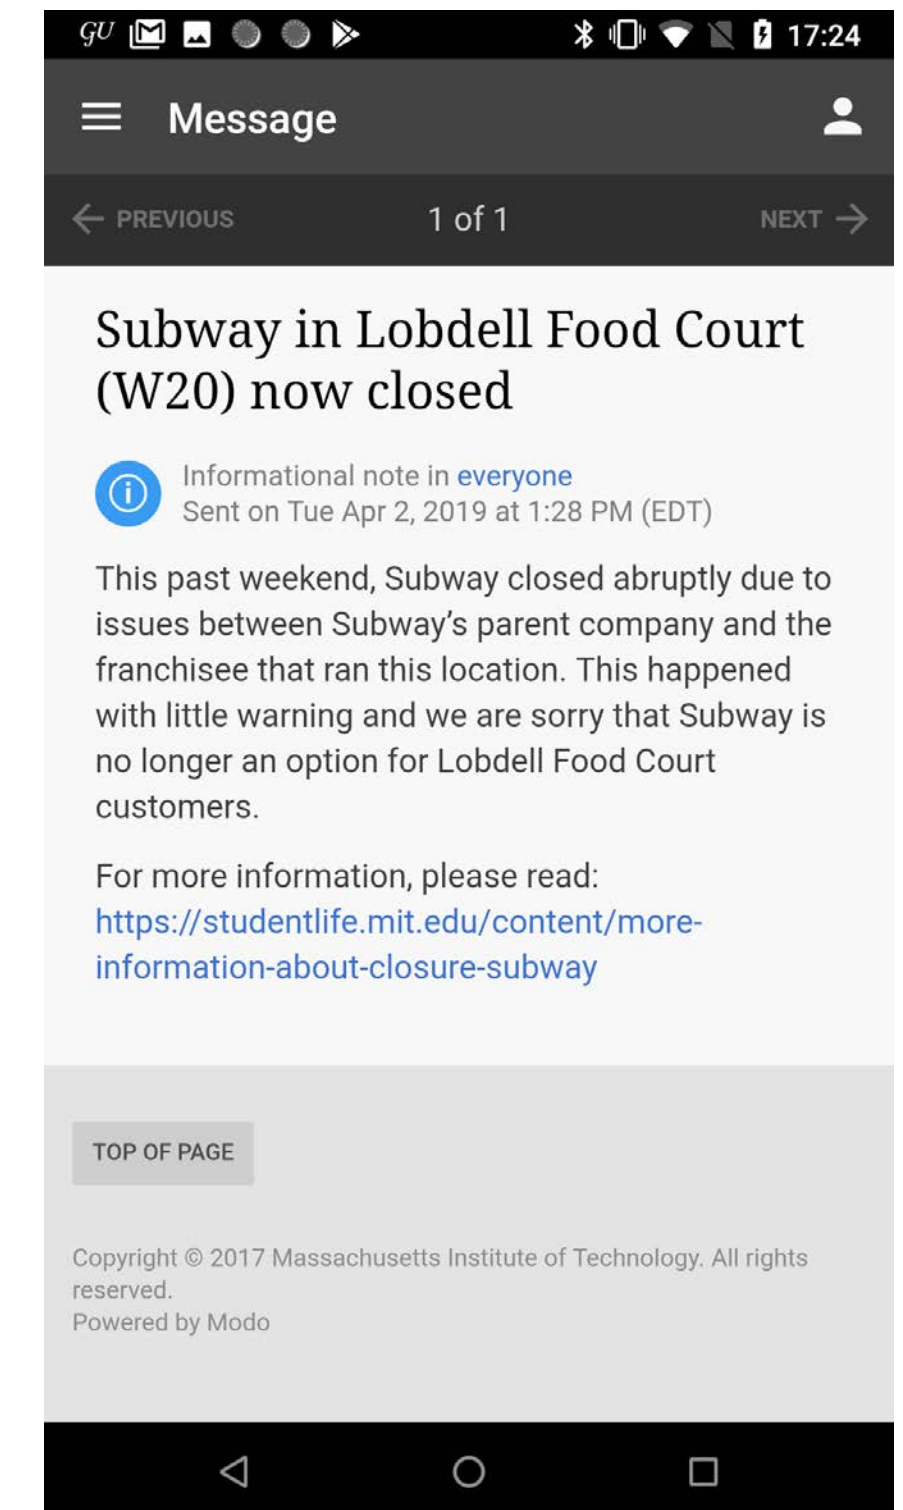 GU 17:24
Message
PREVIOUS 1 of 1 NEXT
Subway in Lobdell Food Court
(W20) now closed
Informational note in everyone
Sent on Tue Apr 2, 2019 at 1:28 PM (EDT)
This past weekend, Subway closed abruptly due to
issues between Subway’s parent company and the
franchisee that ran this location. This happened
with little warning and we are sorry that Subway is
no longer an option for Lobdell Food Court
customers.
For more information, please read:
https://studentlife.mit.edu/content/more-
information-about-closure-subway
TOP OF PAGE
Copyright © 2017 Massachusetts Institute of Technology. All rights
reserved.
Powered by Modo